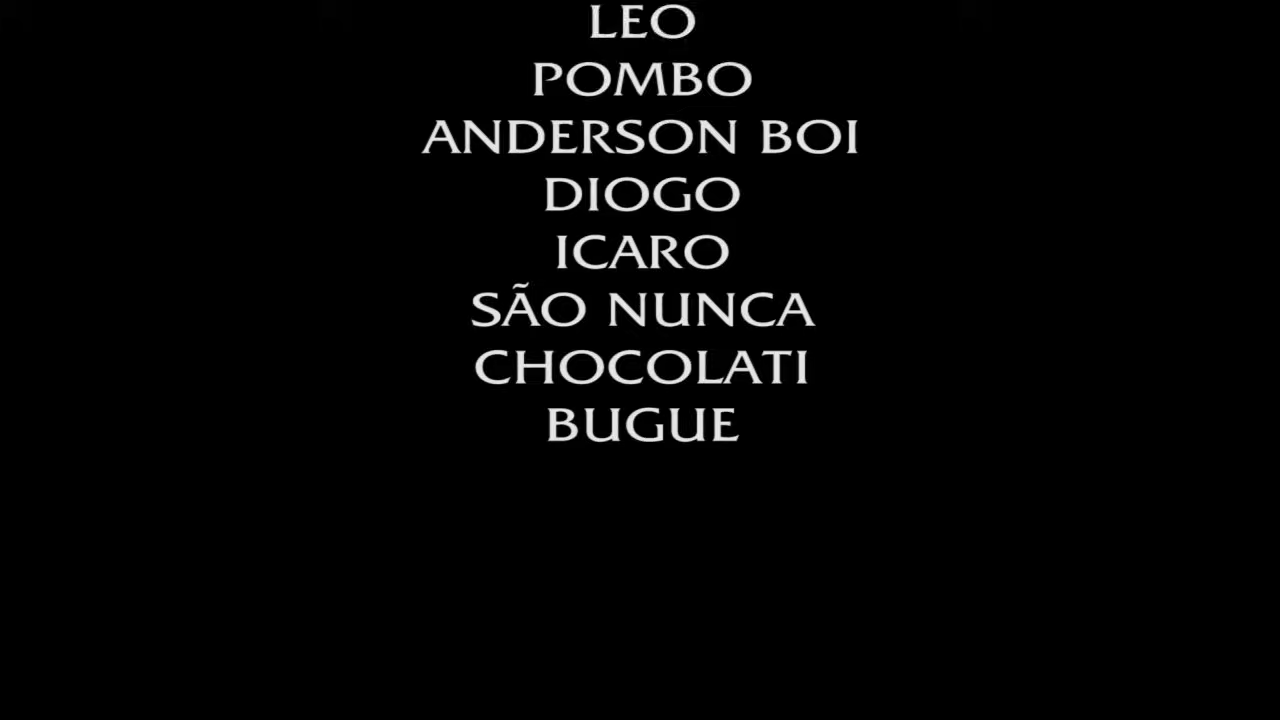 LEO
POMBO
ANDERSON BOI
DIOGO
ICARO
SÃO NUNCA
CHOCOLATI
BUGUE